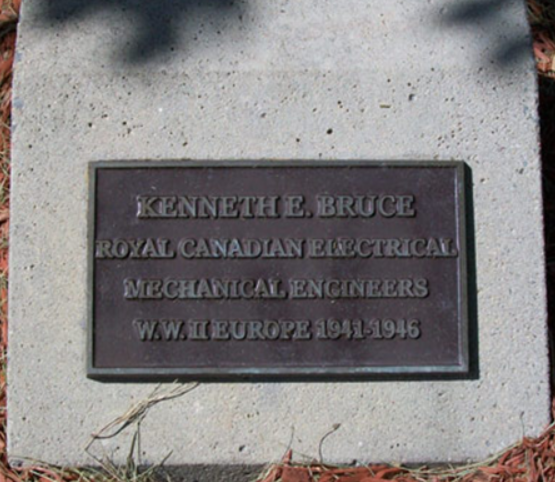 KENNETH E. BRUCE
ROYAL CANADIAN ELECTRICAL
MECHANICAL ENGINEERS
W.W. II EUROPE 1941-1946